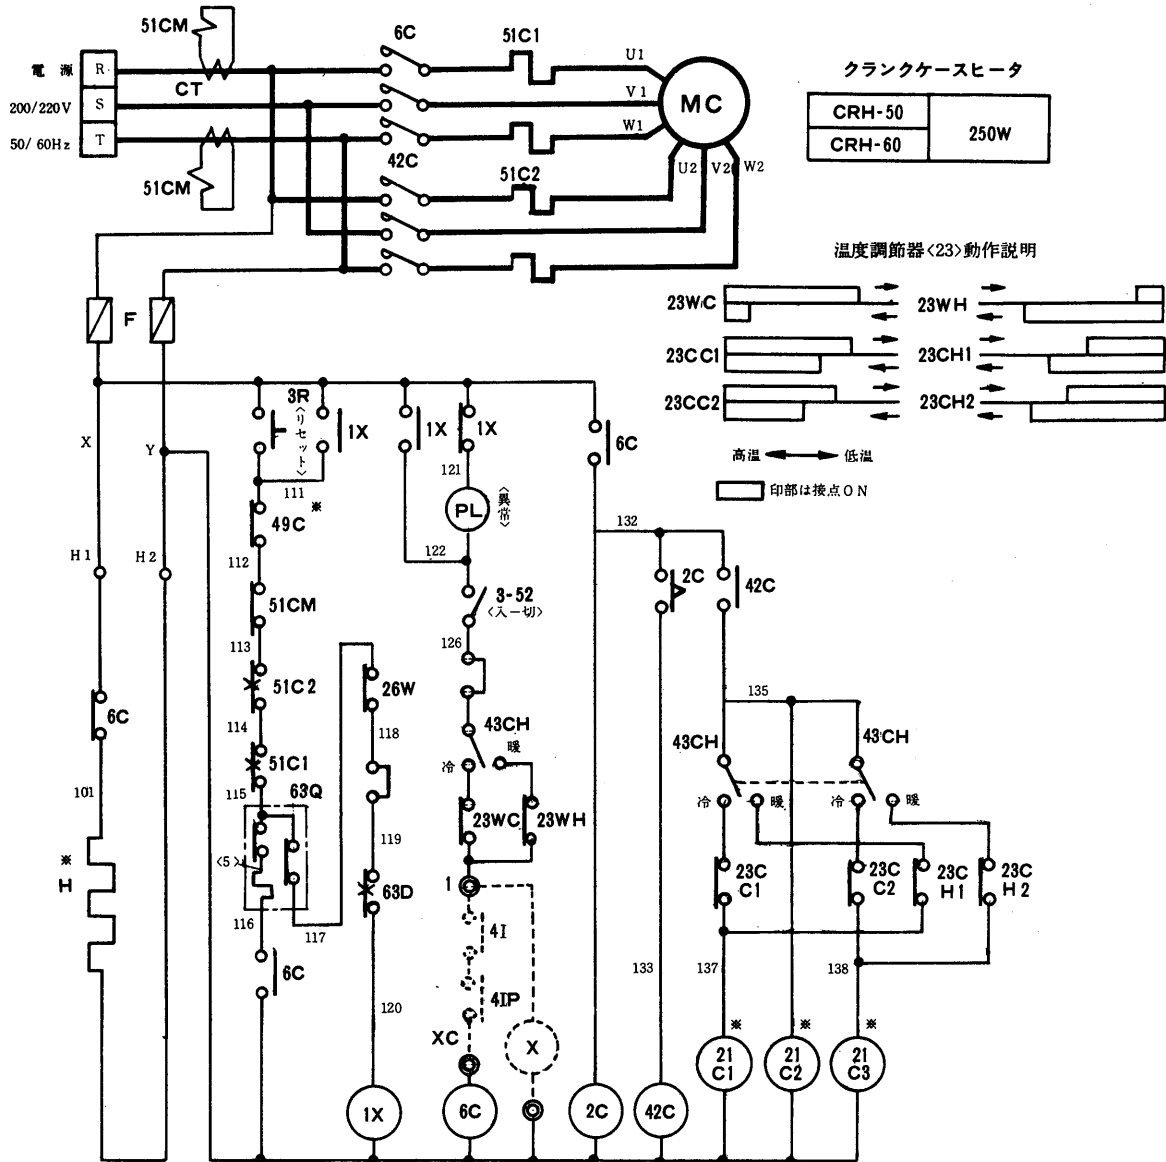 51CM
6C
51C1
U1
電源 R
CT
クランクケースヒータ
200/220V S
V1
MC
CRH-50
250W
CRH-60
50/60Hz T
W1
42C
51CM
51C2
U2 V2 W2
温度調節器<23>動作説明
23WC
23WH
23CC1
23CH1
23CC2
23CH2
高温 低温
印部は接点ON
F
3R
<リセット>
1X
1X
1X
6C
X
Y
121
111
※
PL
<異常>
49C
132
122
H1
H2
112
2C
42C
3-52
<入-切>
51CM
113
126
51C2
26W
135
6C
114
118
43CH
暖
43CH
43CH
51C1
冷
115
63Q
101
冷
暖
冷
暖
23WC
23WH
119
※
H
<5>
63D
23C
C1
23C
C2
23C
H1
23C
H2
1
116
117
4I
6C
133
137
138
4IP
120
XC
X
※
※
※
21
C1
21
C2
21
C3
1X
6C
2C
42C